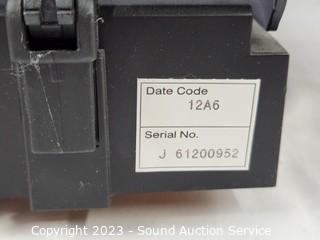 Date Code
12A6
Serial No.
J 61200952
Copyright 2023 - Sound Auction Service